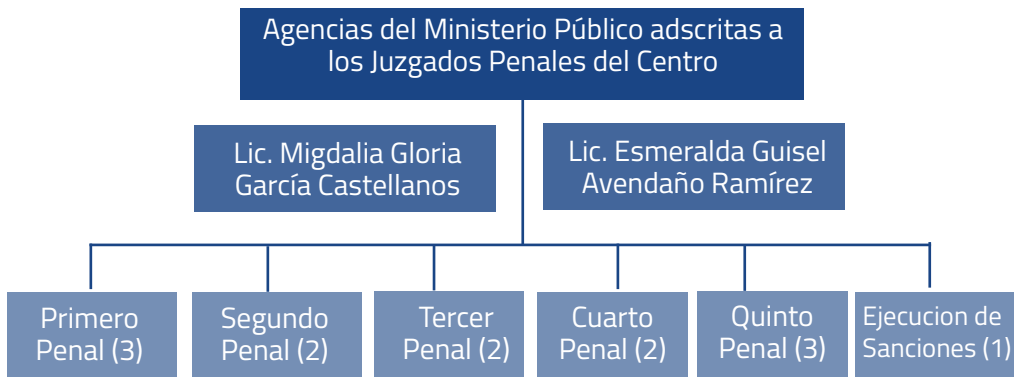 Agencias del Ministerio Público adscritas a
los Juzgados Penales del Centro
Lic. Migdalia Gloria
García Castellanos
Lic. Esmeralda Guisel
Avendaño Ramírez
Primero
Penal (3)
Segundo
Penal (2)
Tercer
Penal (2)
Cuarto
Penal (2)
Quinto
Penal (3)
Ejecucion de
Sanciones (1)